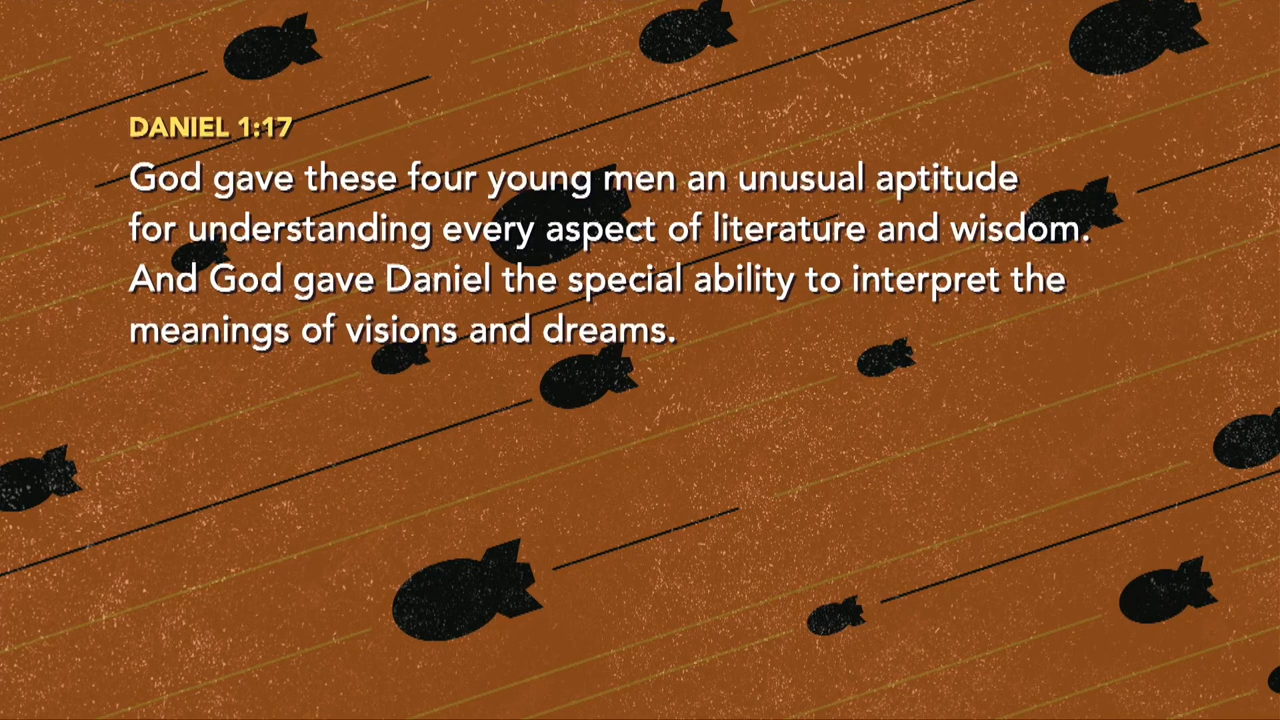 DANIEL 1:17
God gave these four young men an unusual aptitude
for understanding every aspect of literature and wisdom.
And God gave Daniel the special ability to interpret the
meanings of visions and dreams.